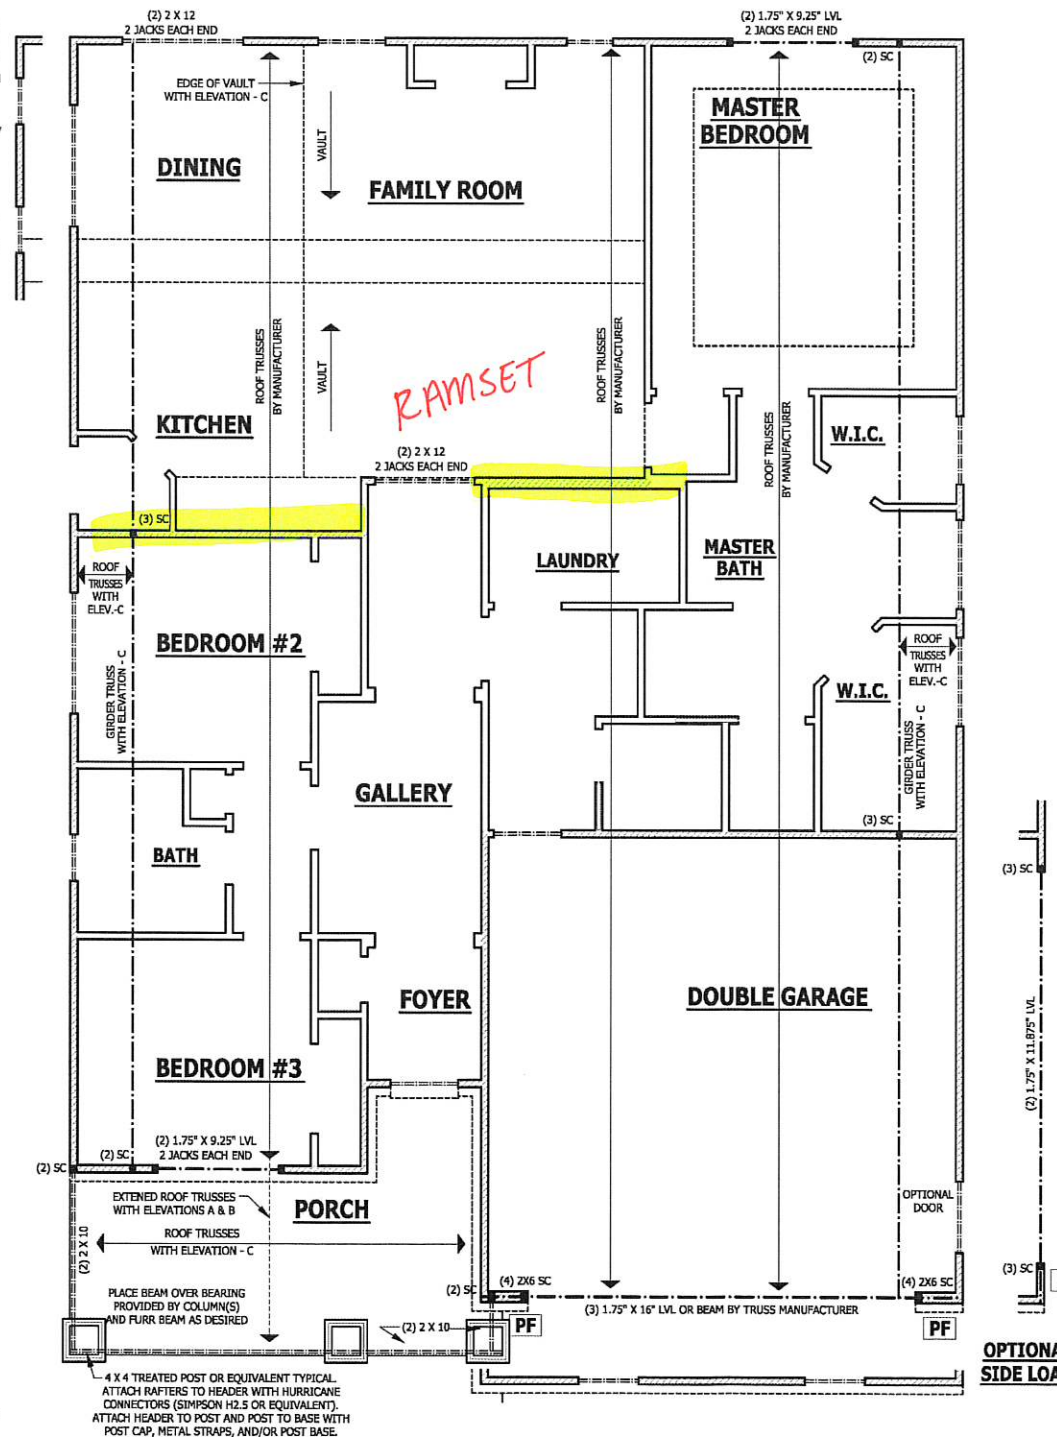 (2) 2 X 12
2 JACKS EACH END
(2) 1.75" X 9.25" LVL
2 JACKS EACH END
(2) SC
EDGE OF VAULT
WITH ELEVATION - C
VAULT
MASTER
BEDROOM
DINING
FAMILY ROOM
ROOF TRUSSES
BY MANUFACTURER
VAULT
ROOF TRUSSES
BY MANUFACTURER
RAMSET
KITCHEN
(2) 2 X 12
2 JACKS EACH END
ROOF TRUSSES
BY MANUFACTURER
W.I.C.
(3) SC
ROOF
TRUSSES
WITH
ELEV.-C
LAUNDRY
MASTER
BATH
BEDROOM #2
ROOF
TRUSSES
WITH
ELEV.-C
GIRDER TRUSS
WITH ELEVATION - C
W.I.C.
GIRDER TRUSS
WITH ELEVATION - C
GALLERY
(3) SC
BATH
(3) SC
FOYER
DOUBLE GARAGE
BEDROOM #3
(2) 1.75" X 11.875" LVL
(2) 1.75" X 9.25" LVL
2 JACKS EACH END
(2) SC
(2) SC
EXTENED ROOF TRUSSES
WITH ELEVATIONS A & B
PORCH
OPTIONAL
DOOR
(2) 2 X 10
ROOF TRUSSES
WITH ELEVATION - C
(3) SC
(2) SC
(4) 2X6 SC
(4) 2X6 SC
PLACE BEAM OVER BEARING
PROVIDED BY COLUMN(S)
AND FURR BEAM AS DESIRED
(3) 1.75" X 16" LVL OR BEAM BY TRUSS MANUFACTURER
(2) 2 X 10
PF
PF
OPTIONA
SIDE LOA
4 X 4 TREATED POST OR EQUIVALENT TYPICAL.
ATTACH RAFTERS TO HEADER WITH HURRICANE
CONNECTORS (SIMPSON H2.5 OR EQUIVALENT).
ATTACH HEADER TO POST AND POST TO BASE WITH
POST CAP, METAL STRAPS, AND/OR POST BASE.